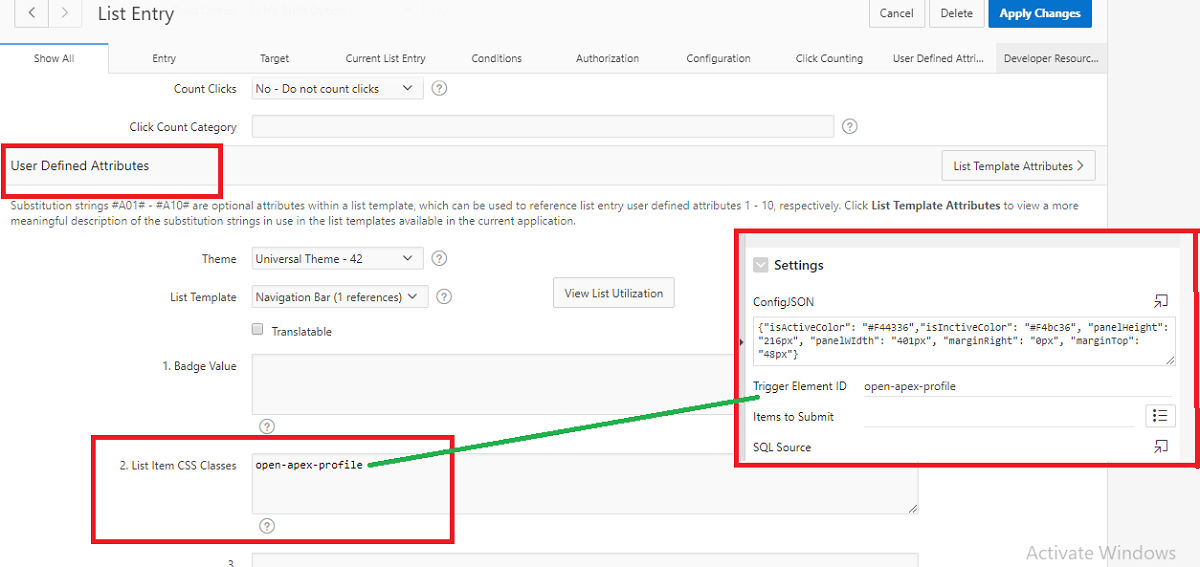 List Entry
Cancel
Delete
Apply Changes
Show All
Entry
Target
Current List Entry
Conditions
Authorization
Configuration
Click Counting
User Defined Attri...
Developer Resourc...
Count Clicks
No - Do not count clicks
?
Click Count Category
?
User Defined Attributes
List Template Attributes >
Substitution strings #A01# - #A10# are optional attributes within a list template, which can be used to reference list entry user defined attributes 1 - 10, respectively. Click List Template Attributes to view a more
meaningful description of the substitution strings in use in the list templates available in the current application.
Theme
Universal Theme - 42
?
List Template
Navigation Bar (1 references)
?
View List Utilization
Translatable
1. Badge Value
?
2. List Item CSS Classes
open-apex-profile
?
3.
Settings
ConfigJSON
{"isActiveColor": "#F44336","isInctiveColor": "#F4bc36", "panelHeight":
"216px", "panelWIdth": "401px", "marginRight": "0px", "marginTop":
"48px"}
Trigger Element ID
open-apex-profile
Items to Submit
SQL Source
Activate Windows